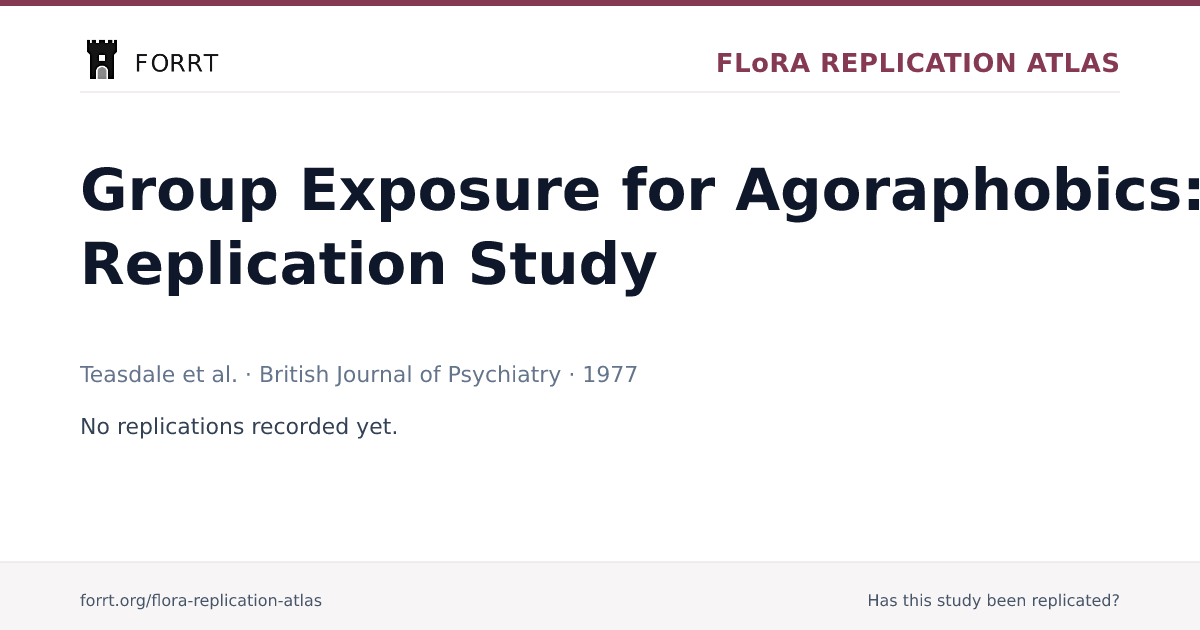 FORRT
FLoRA REPLICATION ATLAS
Group Exposure for Agoraphobics:
Replication Study
Teasdale et al. · British Journal of Psychiatry · 1977
No replications recorded yet.
forrt.org/flora-replication-atlas
Has this study been replicated?